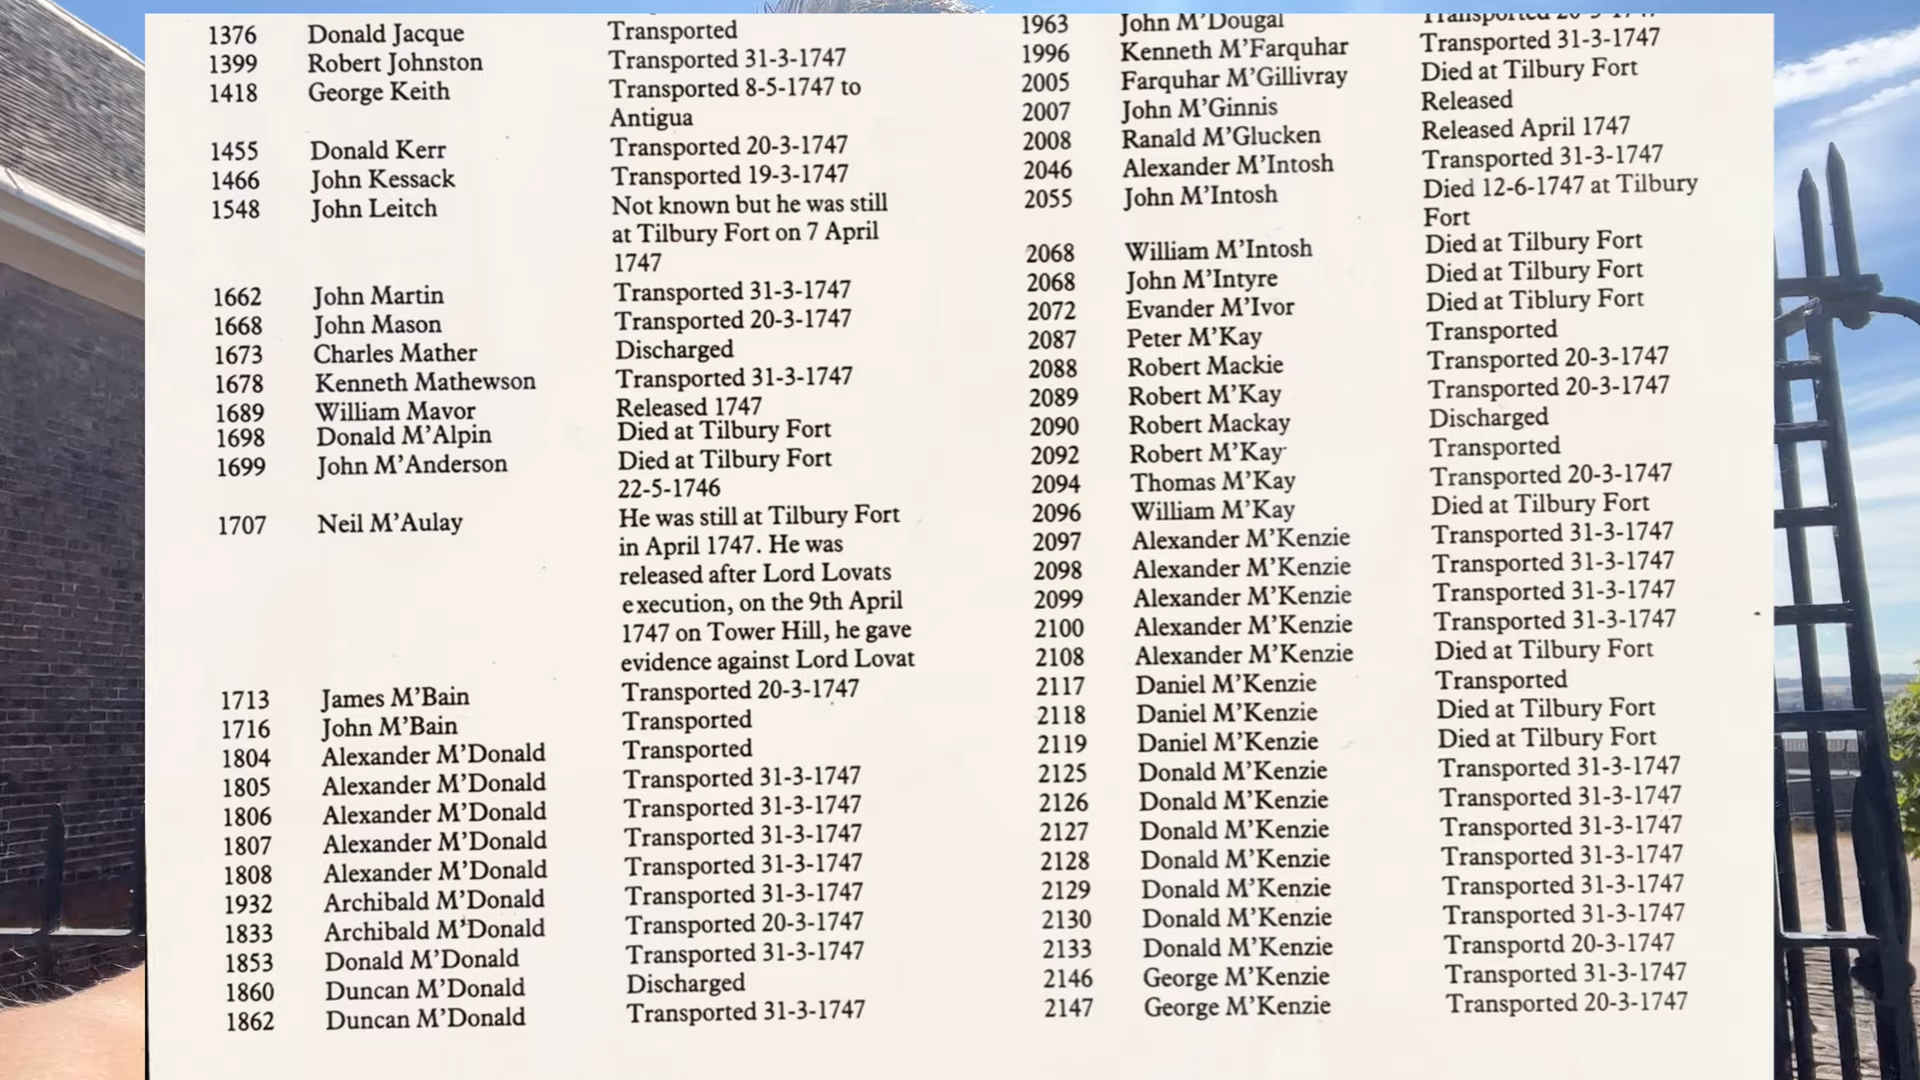 1376 Donald Jacque Transported
1399 Robert Johnston Transported 31-3-1747
1418 George Keith Transported 8-5-1747 to
Antigua
1455 Donald Kerr Transported 20-3-1747
1466 John Kessack Transported 19-3-1747
1548 John Leitch Not known but he was still
at Tilbury Fort on 7 April
1747
1662 John Martin Transported 31-3-1747
1668 John Mason Transported 20-3-1747
1673 Charles Mather Discharged
1678 Kenneth Mathewson Transported 31-3-1747
1689 William Mavor Released 1747
1698 Donald M'Alpin Died at Tilbury Fort
1699 John M'Anderson Died at Tilbury Fort
22-5-1746
1707 Neil M'Aulay He was still at Tilbury Fort
in April 1747. He was
released after Lord Lovats
execution, on the 9th April
1747 on Tower Hill, he gave
evidence against Lord Lovat
1713 James M'Bain Transported 20-3-1747
1716 John M'Bain Transported
1804 Alexander M'Donald Transported
1805 Alexander M'Donald Transported 31-3-1747
1806 Alexander M'Donald Transported 31-3-1747
1807 Alexander M'Donald Transported 31-3-1747
1808 Alexander M'Donald Transported 31-3-1747
1932 Archibald M'Donald Transported 31-3-1747
1833 Archibald M'Donald Transported 20-3-1747
1853 Donald M'Donald Transported 31-3-1747
1860 Duncan M'Donald Discharged
1862 Duncan M'Donald Transported 31-3-1747
1963 John M'Dougal Transported 20-3-1747
1996 Kenneth M'Farquhar Transported 31-3-1747
2005 Farquhar M'Gillivray Died at Tilbury Fort
2007 John M'Ginnis Released
2008 Ranald M'Glucken Released April 1747
2046 Alexander M'Intosh Transported 31-3-1747
2055 John M'Intosh Died 12-6-1747 at Tilbury
Fort
2068 William M'Intosh Died at Tilbury Fort
2068 John M'Intyre Died at Tilbury Fort
2072 Evander M'Ivor Died at Tiblury Fort
2087 Peter M'Kay Transported
2088 Robert Mackie Transported 20-3-1747
2089 Robert M'Kay Transported 20-3-1747
2090 Robert Mackay Discharged
2092 Robert M'Kay Transported
2094 Thomas M'Kay Transported 20-3-1747
2096 William M'Kay Died at Tilbury Fort
2097 Alexander M'Kenzie Transported 31-3-1747
2098 Alexander M'Kenzie Transported 31-3-1747
2099 Alexander M'Kenzie Transported 31-3-1747
2100 Alexander M'Kenzie Transported 31-3-1747
2108 Alexander M'Kenzie Died at Tilbury Fort
2117 Daniel M'Kenzie Transported
2118 Daniel M'Kenzie Died at Tilbury Fort
2119 Daniel M'Kenzie Died at Tilbury Fort
2125 Donald M'Kenzie Transported 31-3-1747
2126 Donald M'Kenzie Transported 31-3-1747
2127 Donald M'Kenzie Transported 31-3-1747
2128 Donald M'Kenzie Transported 31-3-1747
2129 Donald M'Kenzie Transported 31-3-1747
2130 Donald M'Kenzie Transported 31-3-1747
2133 Donald M'Kenzie Transportd 20-3-1747
2146 George M'Kenzie Transported 31-3-1747
2147 George M'Kenzie Transported 20-3-1747